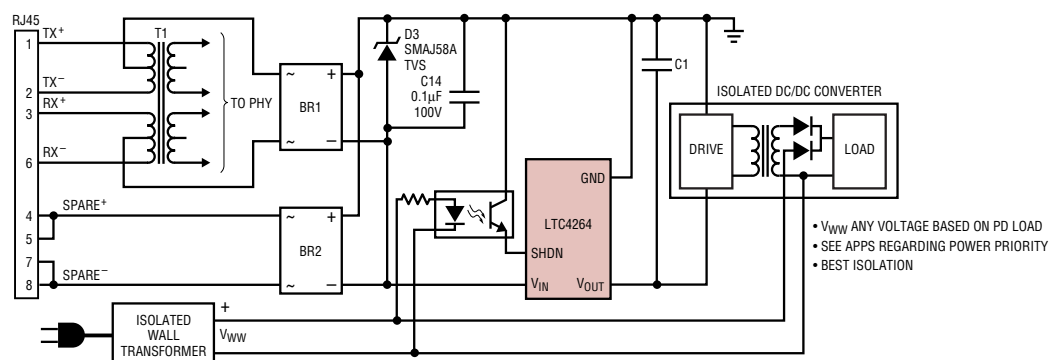 RJ45
1
TX+
T1
2
TX−
3
RX+
TO PHY
6
RX−
4
SPARE+
5
7
8
SPARE−
~
+
BR1
~
−
~
+
BR2
~
−
D3
SMAJ58A
TVS
C14
0.1µF
100V
GND
LTC4264
SHDN
VIN
VOUT
C1
ISOLATED DC/DC CONVERTER
DRIVE
LOAD
• VWW ANY VOLTAGE BASED ON PD LOAD
• SEE APPS REGARDING POWER PRIORITY
• BEST ISOLATION
ISOLATED
WALL
TRANSFORMER
+
VWW
−